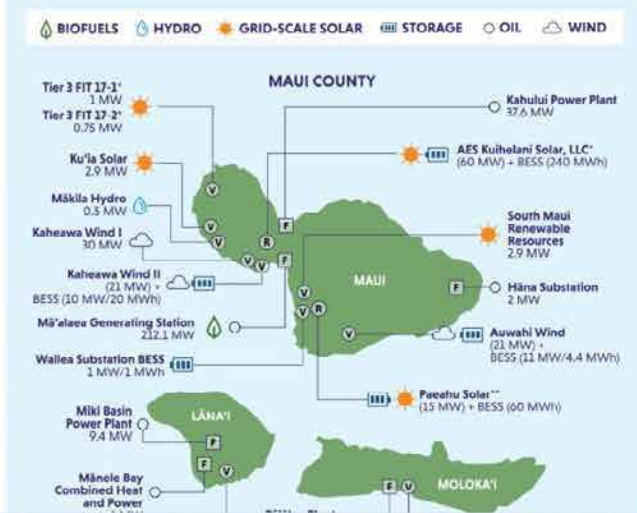 BIOFUELS HYDRO GRID-SCALE SOLAR STORAGE OIL WIND
MAUI COUNTY
Tier 3 FIT 17-1*
1 MW
Tier 3 FIT 17-2*
0.75 MW
Ku'ia Solar
2.9 MW
Mākila Hydro
0.5 MW
Kaheawa Wind I
30 MW
Kaheawa Wind II
(21 MW) +
BESS (10 MW/20 MWh)
Mā'alaea Generating Station
212.1 MW
Wailea Substation BESS
1 MW/1 MWh
Kahului Power Plant
37.6 MW
AES Kuihelani Solar, LLC*
(60 MW) + BESS (240 MWh)
South Maui
Renewable
Resources
2.9 MW
Hāna Substation
2 MW
Auwahi Wind
(21 MW) +
BESS (11 MW/4.4 MWh)
Paeahu Solar**
(15 MW) + BESS (60 MWh)
V
V
V
V
V
V
V
V
V
R
R
F
F
F
MAUI
Miki Basin
Power Plant
9.4 MW
Mānele Bay
Combined Heat
and Power
LĀNA'I
F
F
V
MOLOKA'I
F
V